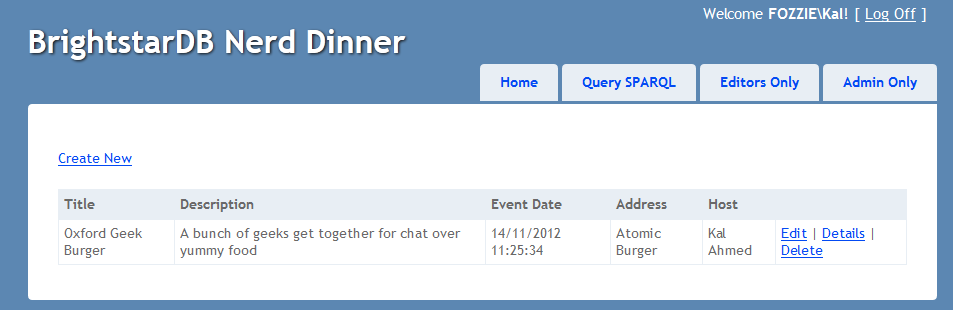 Welcome FOZZIE\Kal! [ Log Off ]
BrightstarDB Nerd Dinner
Home Query SPARQL Editors Only Admin Only
Create New
Title Description Event Date Address Host
Oxford Geek A bunch of geeks get together for chat over 14/11/2012 Atomic Kal Edit | Details |
Burger yummy food 11:25:34 Burger Ahmed Delete